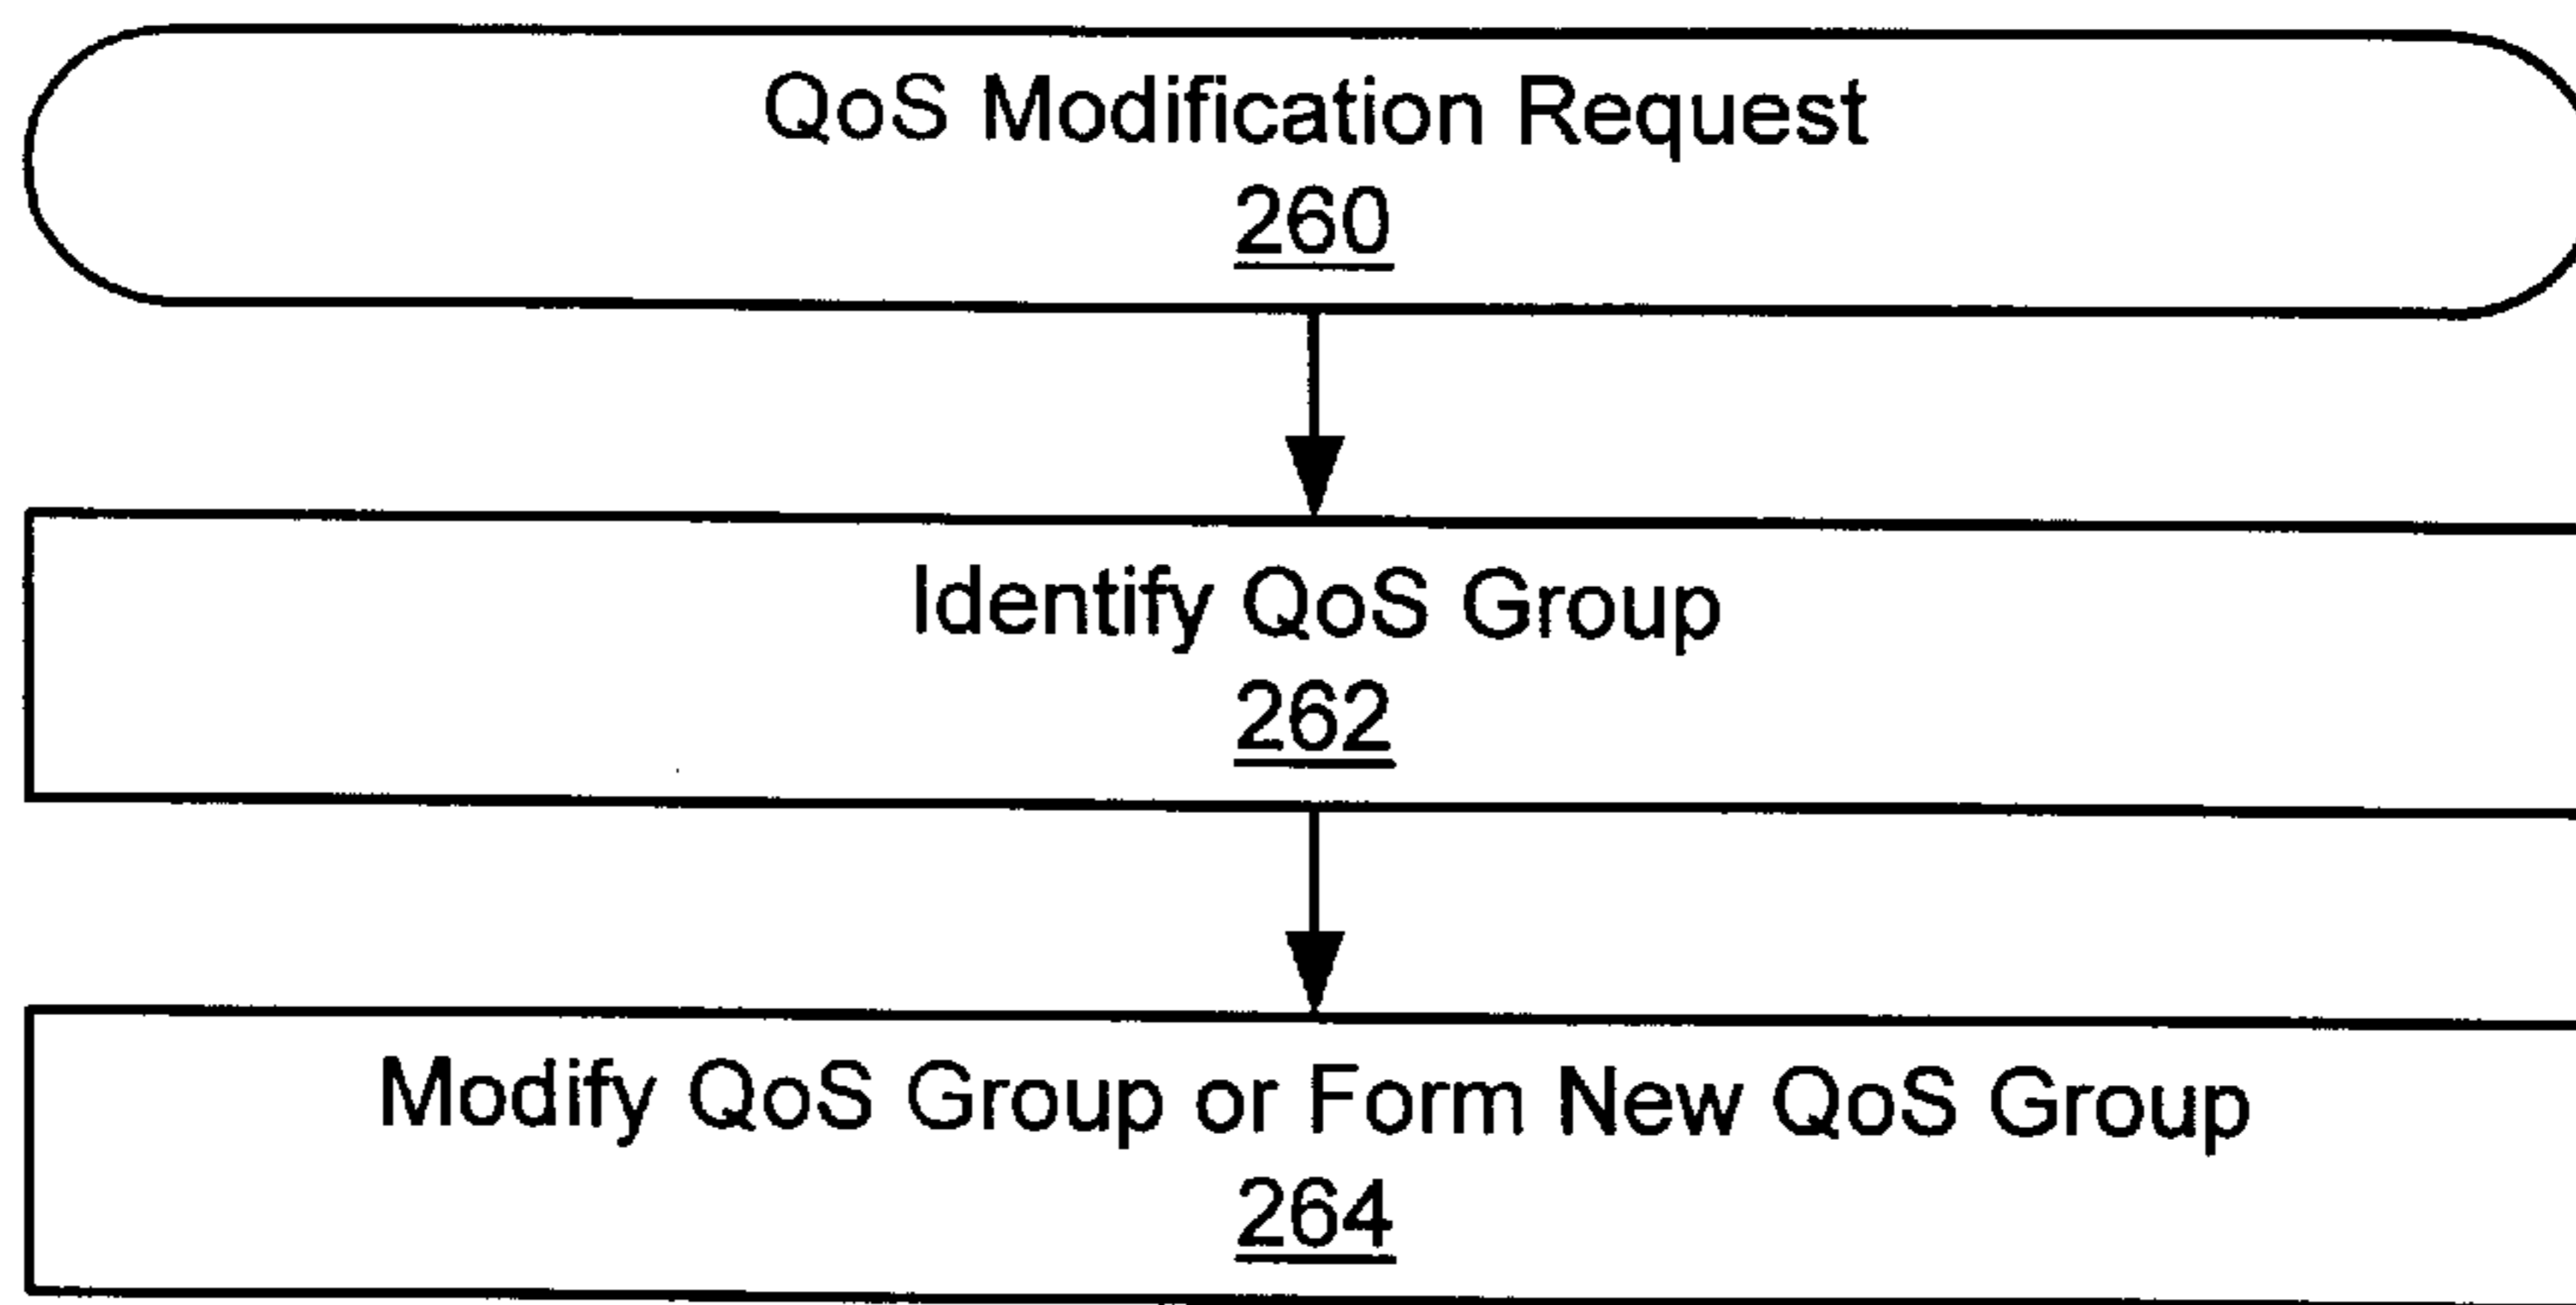 QoS Modification Request
260
Identify QoS Group
262
Modify QoS Group or Form New QoS Group
264